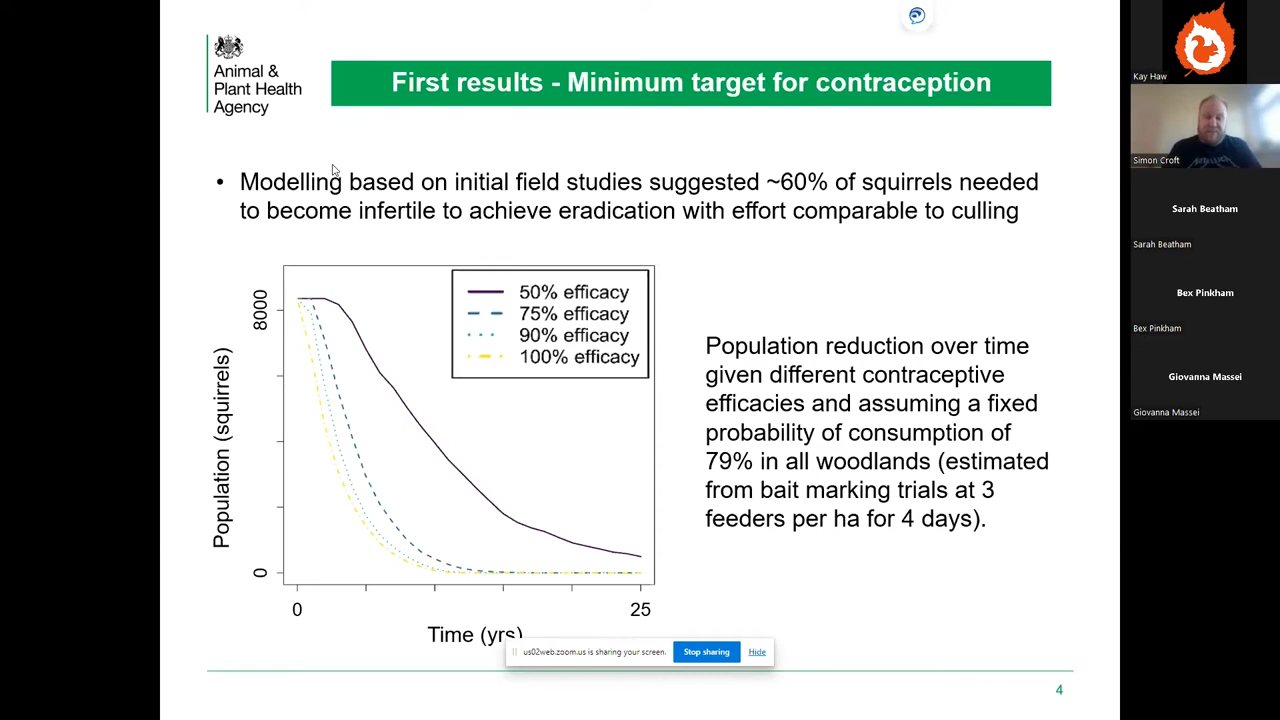 Animal &
Plant Health
Agency
First results - Minimum target for contraception
• Modelling based on initial field studies suggested ~60% of squirrels needed
to become infertile to achieve eradication with effort comparable to culling
50% efficacy
75% efficacy
90% efficacy
100% efficacy
8000
0
Population (squirrels)
0
25
Time (yrs)
Population reduction over time
given different contraceptive
efficacies and assuming a fixed
probability of consumption of
79% in all woodlands (estimated
from bait marking trials at 3
feeders per ha for 4 days).
us02web.zoom.us is sharing your screen.
Stop sharing
Hide
4
Kay Haw
Simon Croft
Sarah Beatham
Sarah Beatham
Bex Pinkham
Bex Pinkham
Giovanna Massei
Giovanna Massei